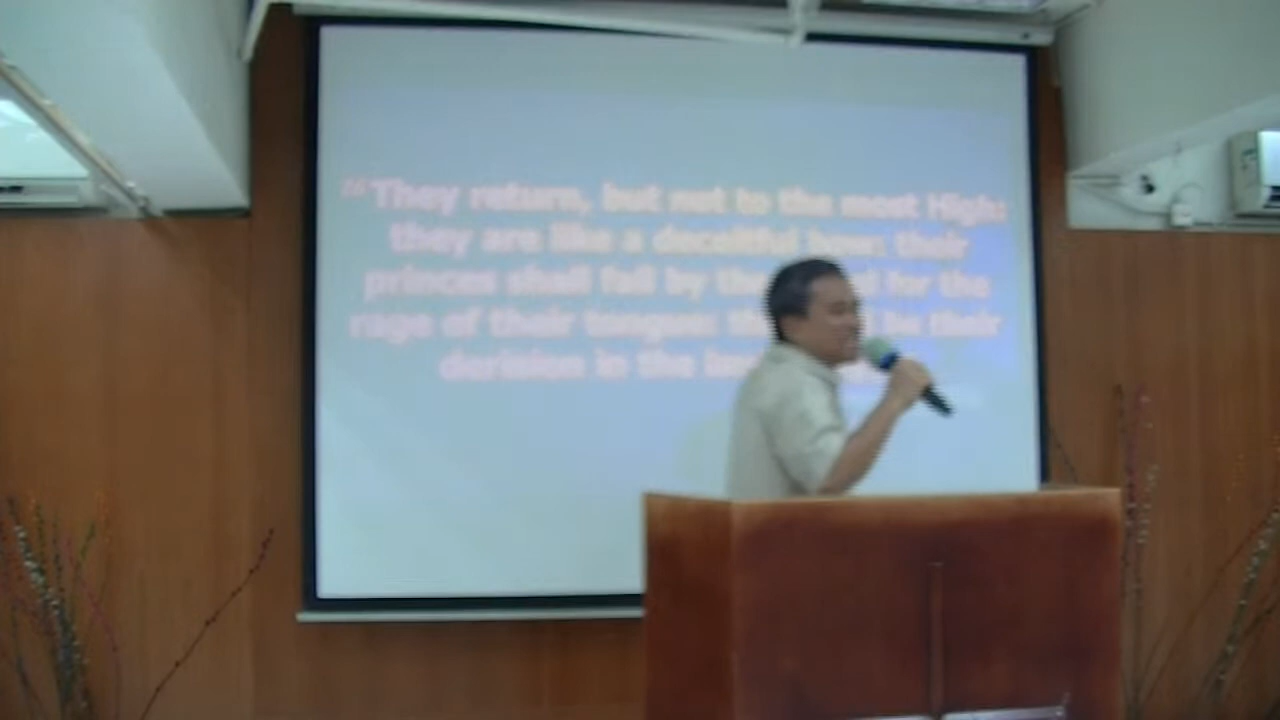 "They return, but not to the most High:
they are like a deceitful bow: their
princes shall fall by the for the
rage of their tongue: be their
derision in the